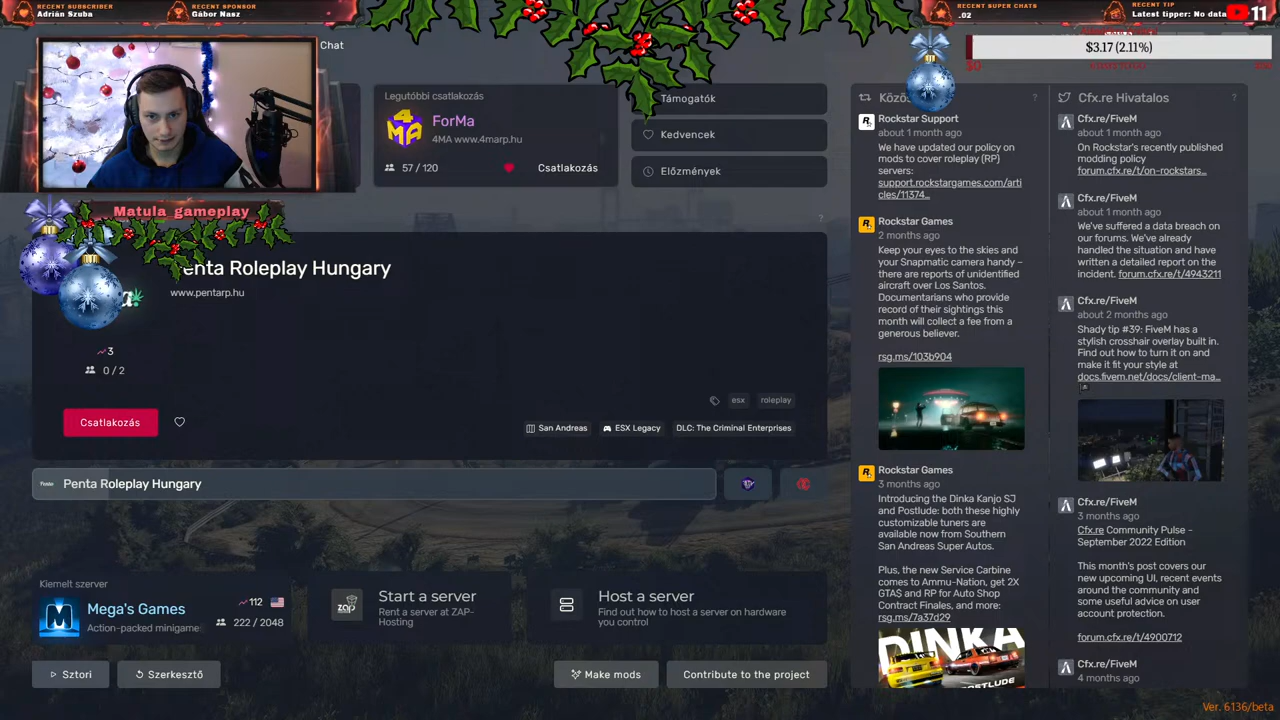 RECENT SUBSCRIBER
Adrián Szuba
RECENT SPONSOR
Gábor Nasz
RECENT SUPER CHATS
.02
RECENT TIP
Latest tipper: No data
11
Chat
$3.17 (2.11%)
$0
Matula gameplay
Legutóbbi csatlakozás
ForMa
4MA www.4marp.hu
57 / 120
Csatlakozás
Támogatók
Kedvencek
Előzmények
?
enta Roleplay Hungary
www.pentarp.hu
3
0 / 2
Csatlakozás
esx
roleplay
San Andreas
ESX Legacy
DLC: The Criminal Enterprises
Penta Roleplay Hungary
Kiemelt szerver
Mega's Games
Action-packed minigame
112
222 / 2048
ZAP
Start a server
Rent a server at ZAP-
Hosting
Host a server
Find out how to host a server on hardware
you control
Sztori
Szerkesztő
Make mods
Contribute to the project
Közös
?
Rockstar Support
about 1 month ago
We have updated our policy on
mods to cover roleplay (RP)
servers:
support.rockstargames.com/arti
cles/11374…
Rockstar Games
2 months ago
Keep your eyes to the skies and
your Snapmatic camera handy –
there are reports of unidentified
aircraft over Los Santos.
Documentarians who provide
record of their sightings this
month will collect a fee from a
generous believer.
rsg.ms/103b904
Rockstar Games
3 months ago
Introducing the Dinka Kanjo SJ
and Postlude: both these highly
customizable tuners are
available now from Southern
San Andreas Super Autos.
Plus, the new Service Carbine
comes to Ammu-Nation, get 2X
GTA$ and RP for Auto Shop
Contract Finales, and more:
rsg.ms/7a37d29
DINKA
POSTLUDE
Cfx.re Hivatalos
?
Cfx.re/FiveM
about 1 month ago
On Rockstar's recently published
modding policy
forum.cfx.re/t/on-rockstars…
Cfx.re/FiveM
about 1 month ago
We've suffered a data breach on
our forums. We've already
handled the situation and have
written a detailed report on the
incident. forum.cfx.re/t/4943211
Cfx.re/FiveM
about 2 months ago
Shady tip #39: FiveM has a
stylish crosshair overlay built in.
Find out how to turn it on and
make it fit your style at
docs.fivem.net/docs/client-ma…
Cfx.re/FiveM
3 months ago
Cfx.re Community Pulse –
September 2022 Edition
This month's post covers our
new upcoming UI, recent events
around the community and
some useful advice on user
account protection.
forum.cfx.re/t/4900712
Cfx.re/FiveM
4 months ago
Ver. 6136/beta